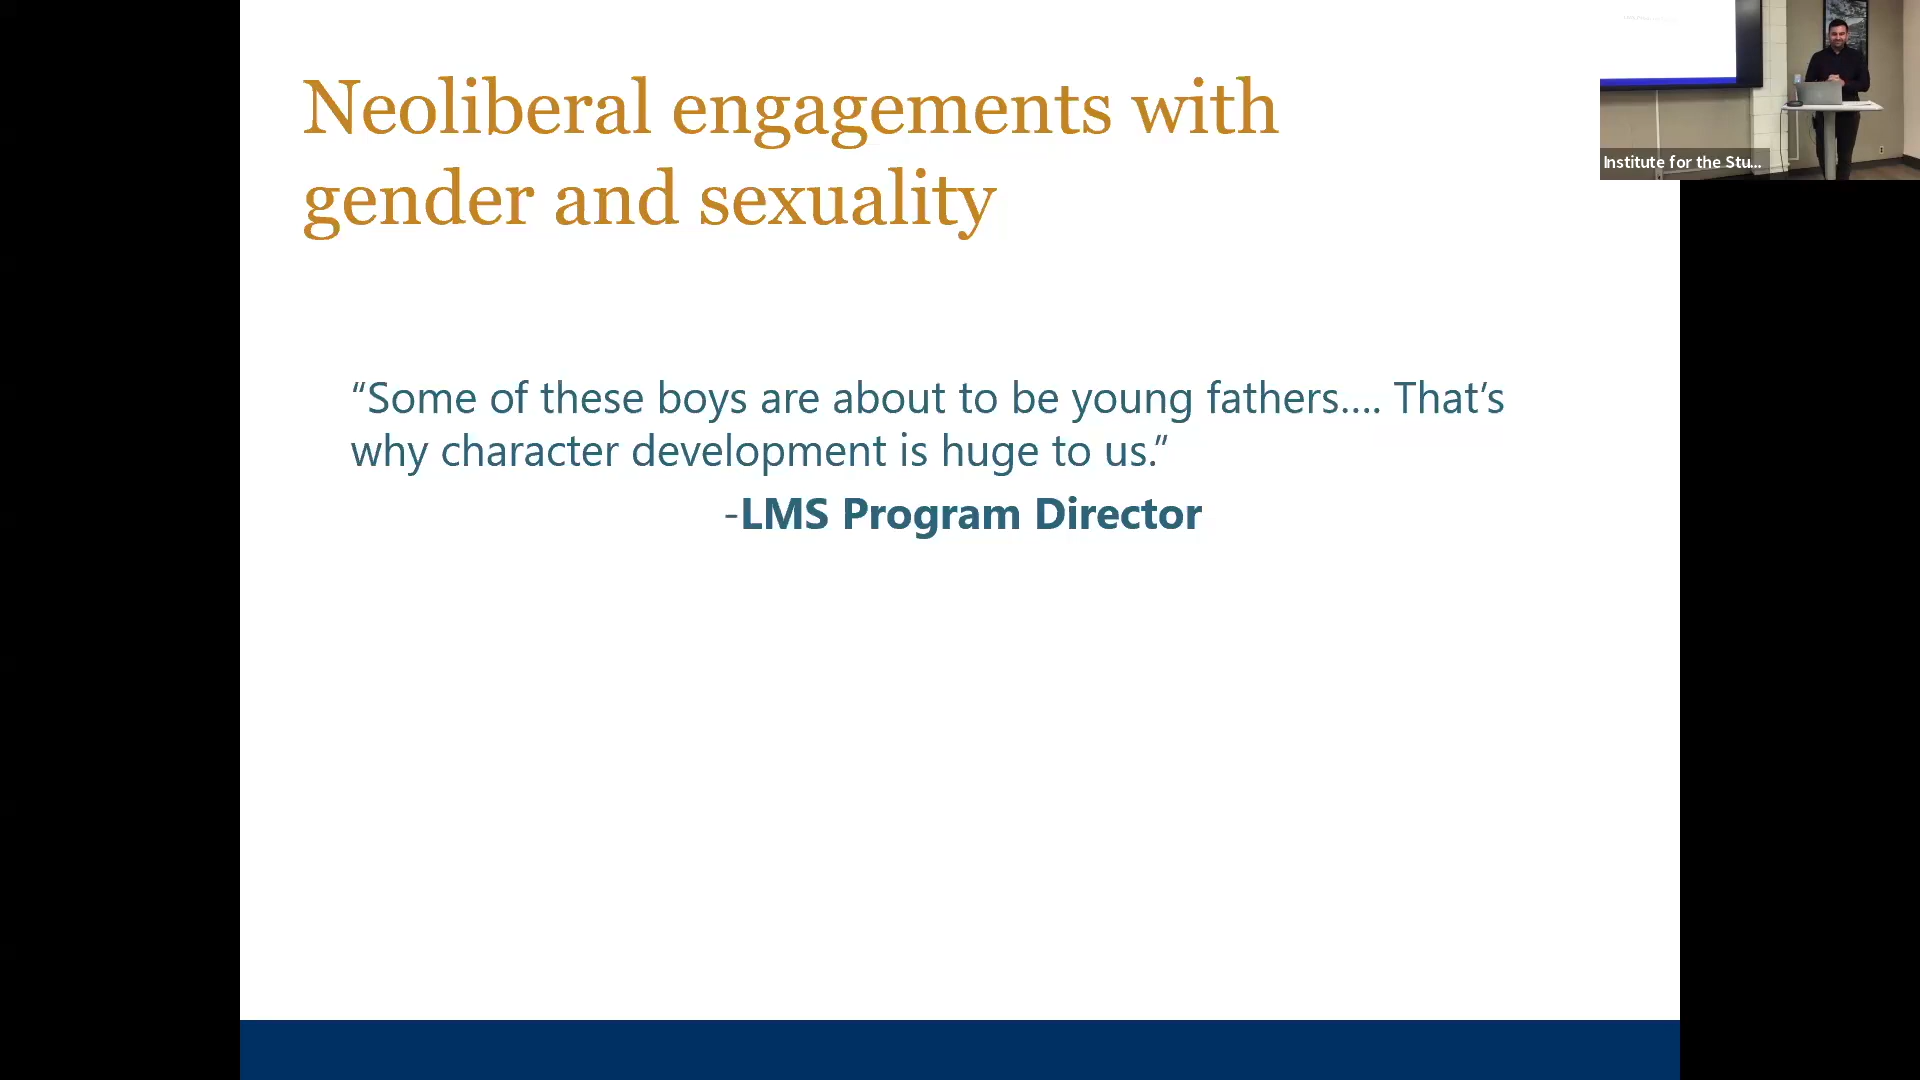 Neoliberal engagements with
gender and sexuality
“Some of these boys are about to be young fathers.... That’s
why character development is huge to us.”
-LMS Program Director
Institute for the Stu...